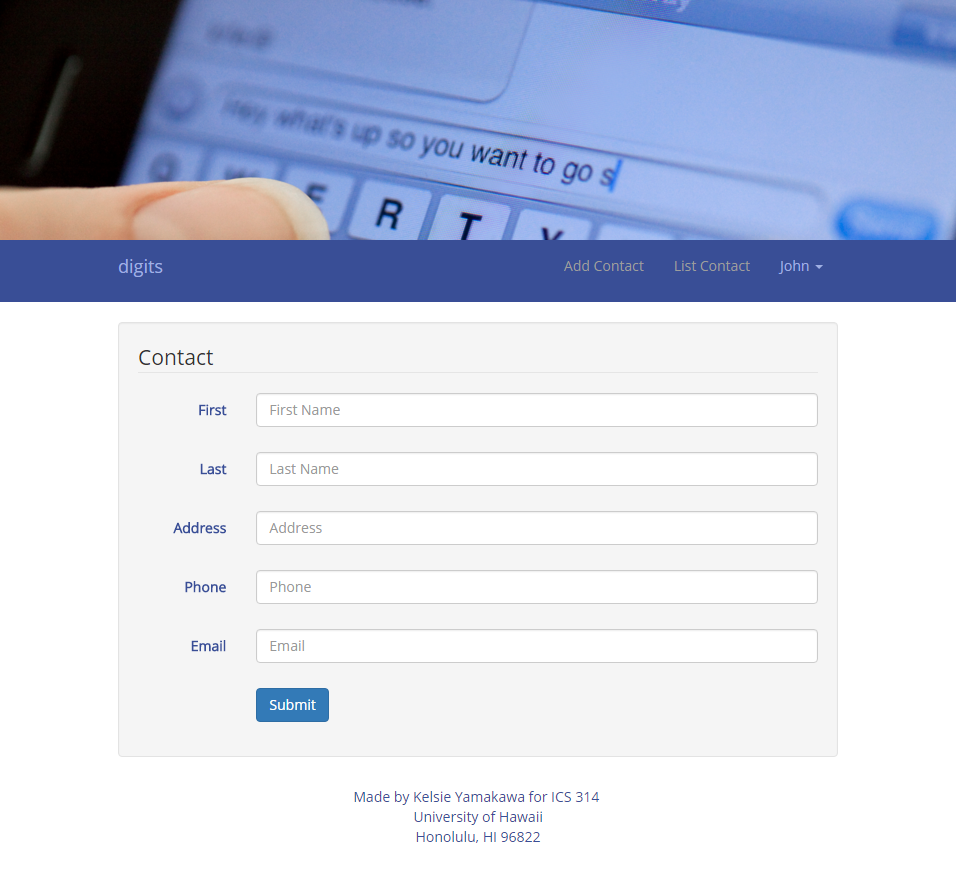 Hey what's up so you want to go s
R
T
digits
Add Contact
List Contact
John
Contact
First
First Name
Last
Last Name
Address
Address
Phone
Phone
Email
Email
Submit
Made by Kelsie Yamakawa for ICS 314
University of Hawaii
Honolulu, HI 96822